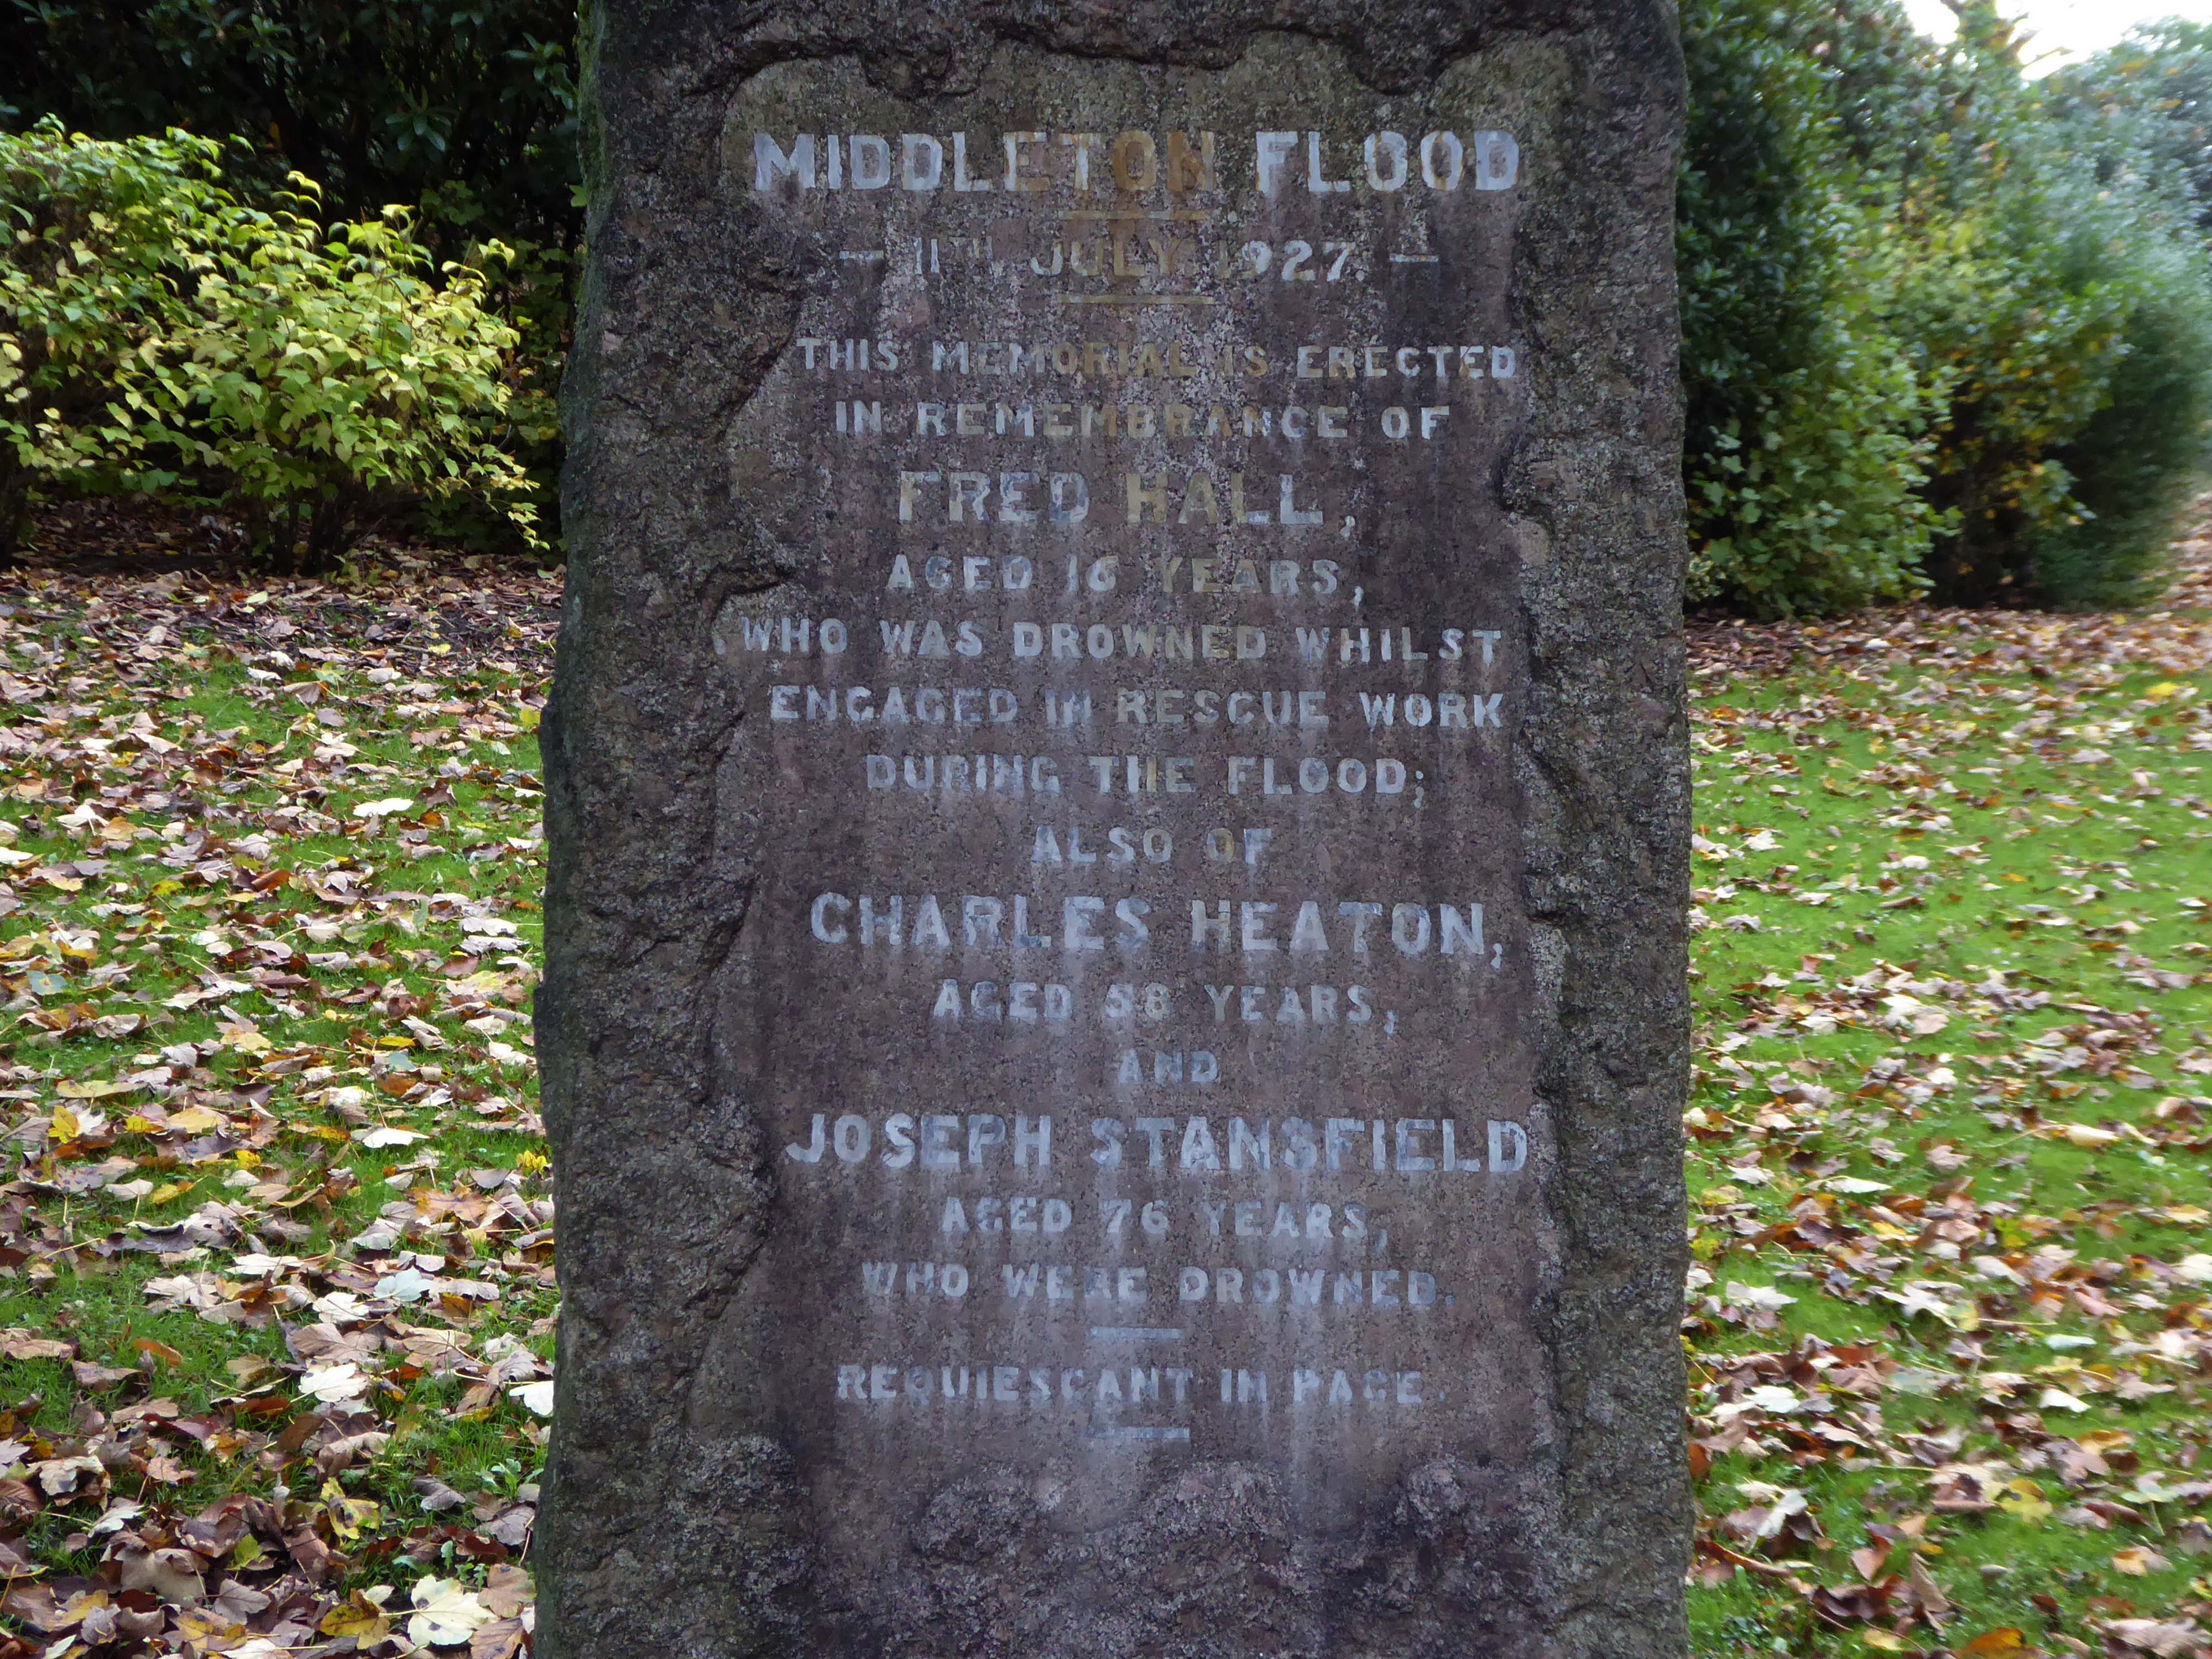 MIDDLETON FLOOD
— 11TH. JULY 1927. —
THIS MEMORIAL IS ERECTED
IN REMEMBRANCE OF
FRED HALL,
AGED 16 YEARS,
WHO WAS DROWNED WHILST
ENGAGED IN RESCUE WORK
DURING THE FLOOD;
ALSO OF
CHARLES HEATON,
AGED 58 YEARS,
AND
JOSEPH STANSFIELD
AGED 76 YEARS,
WHO WERE DROWNED.
REQUIESCANT IN PACE.